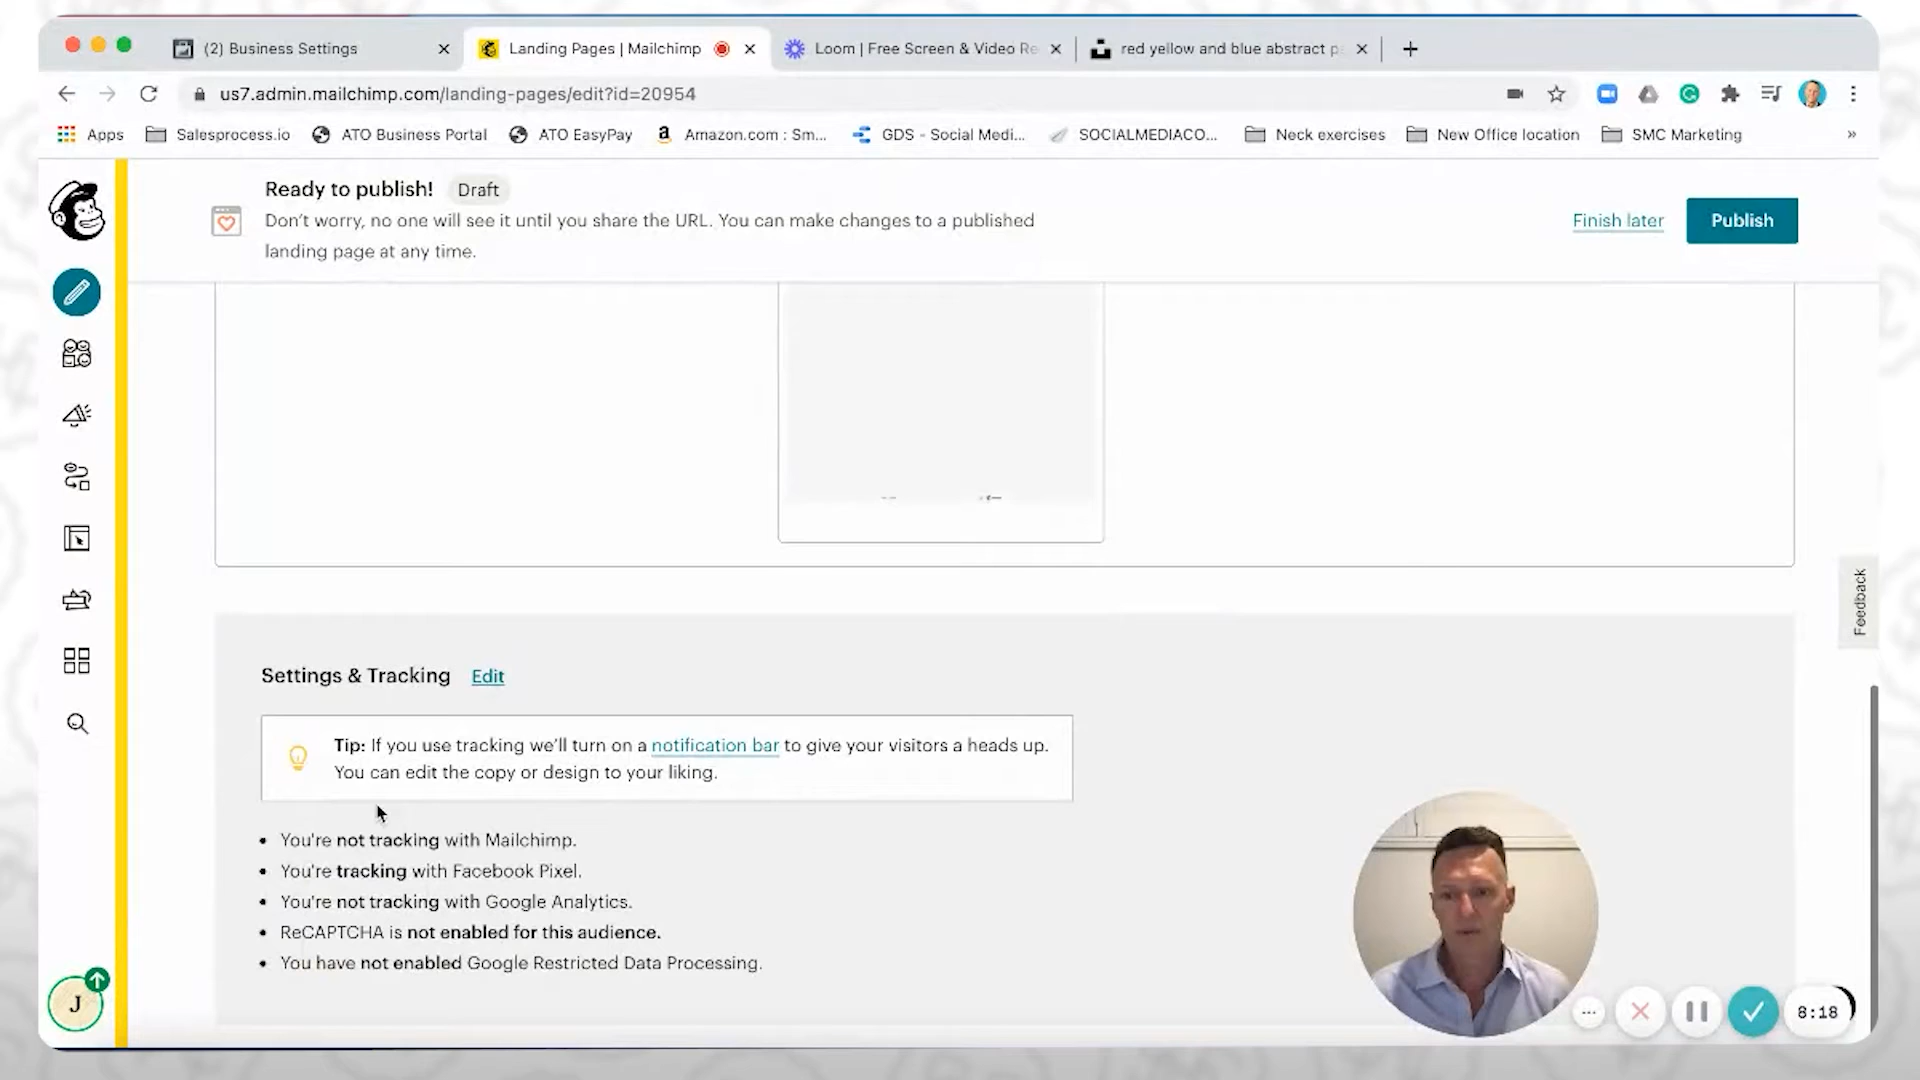 (2) Business Settings
Landing Pages | Mailchimp
Loom | Free Screen & Video Re
red yellow and blue abstract p
us7.admin.mailchimp.com/landing-pages/edit?id=20954
Apps
Salesprocess.io
ATO Business Portal
ATO EasyPay
Amazon.com : Sm...
GDS - Social Medi...
SOCIALMEDIACO...
Neck exercises
New Office location
SMC Marketing
»
Ready to publish! Draft
Don't worry, no one will see it until you share the URL. You can make changes to a published
landing page at any time.
Finish later
Publish
Feedback
Settings & Tracking Edit
Tip: If you use tracking we'll turn on a notification bar to give your visitors a heads up.
You can edit the copy or design to your liking.
• You're not tracking with Mailchimp.
• You're tracking with Facebook Pixel.
• You're not tracking with Google Analytics.
• ReCAPTCHA is not enabled for this audience.
• You have not enabled Google Restricted Data Processing.
J
8:18